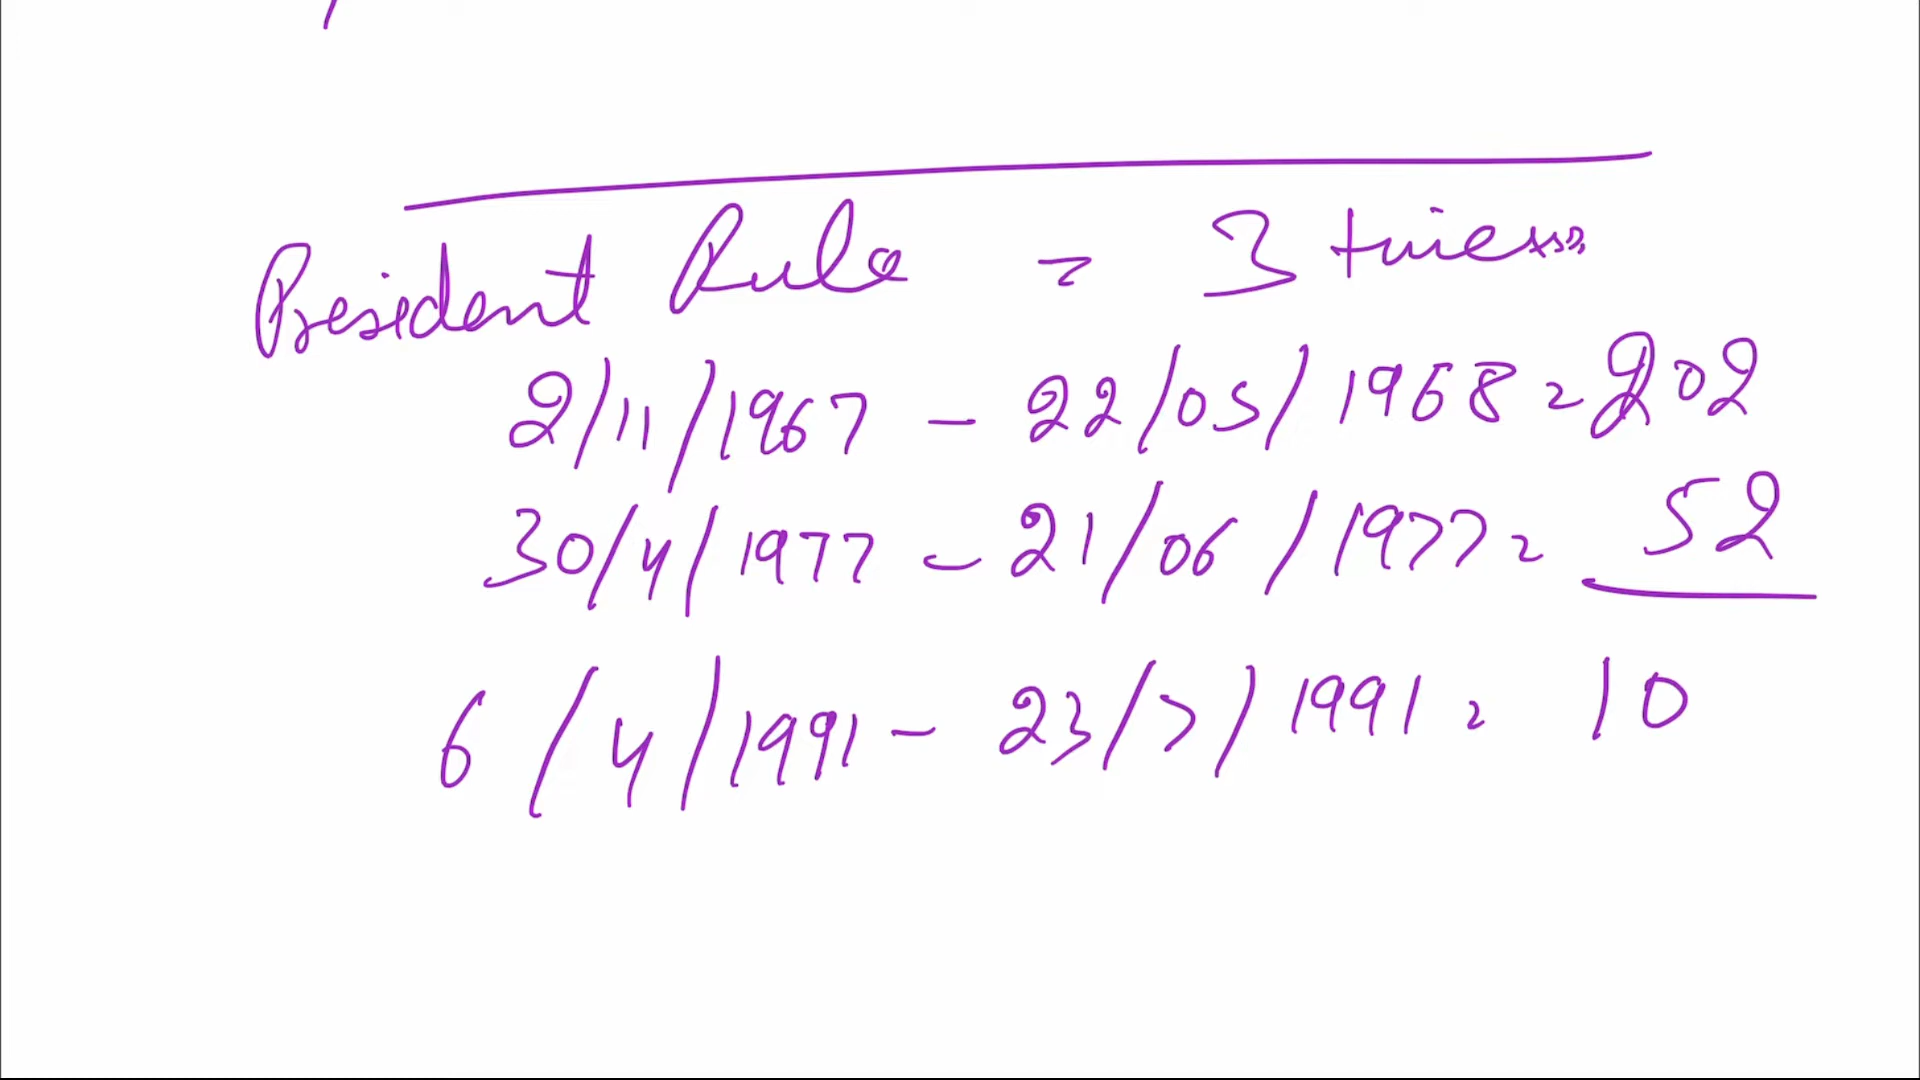 President Rule = 3 times
2/11/1967 - 22/05/1968 = 202
30/4/1977 - 21/06/1977 = 52
6/4/1991 - 23/7/1991 = 10